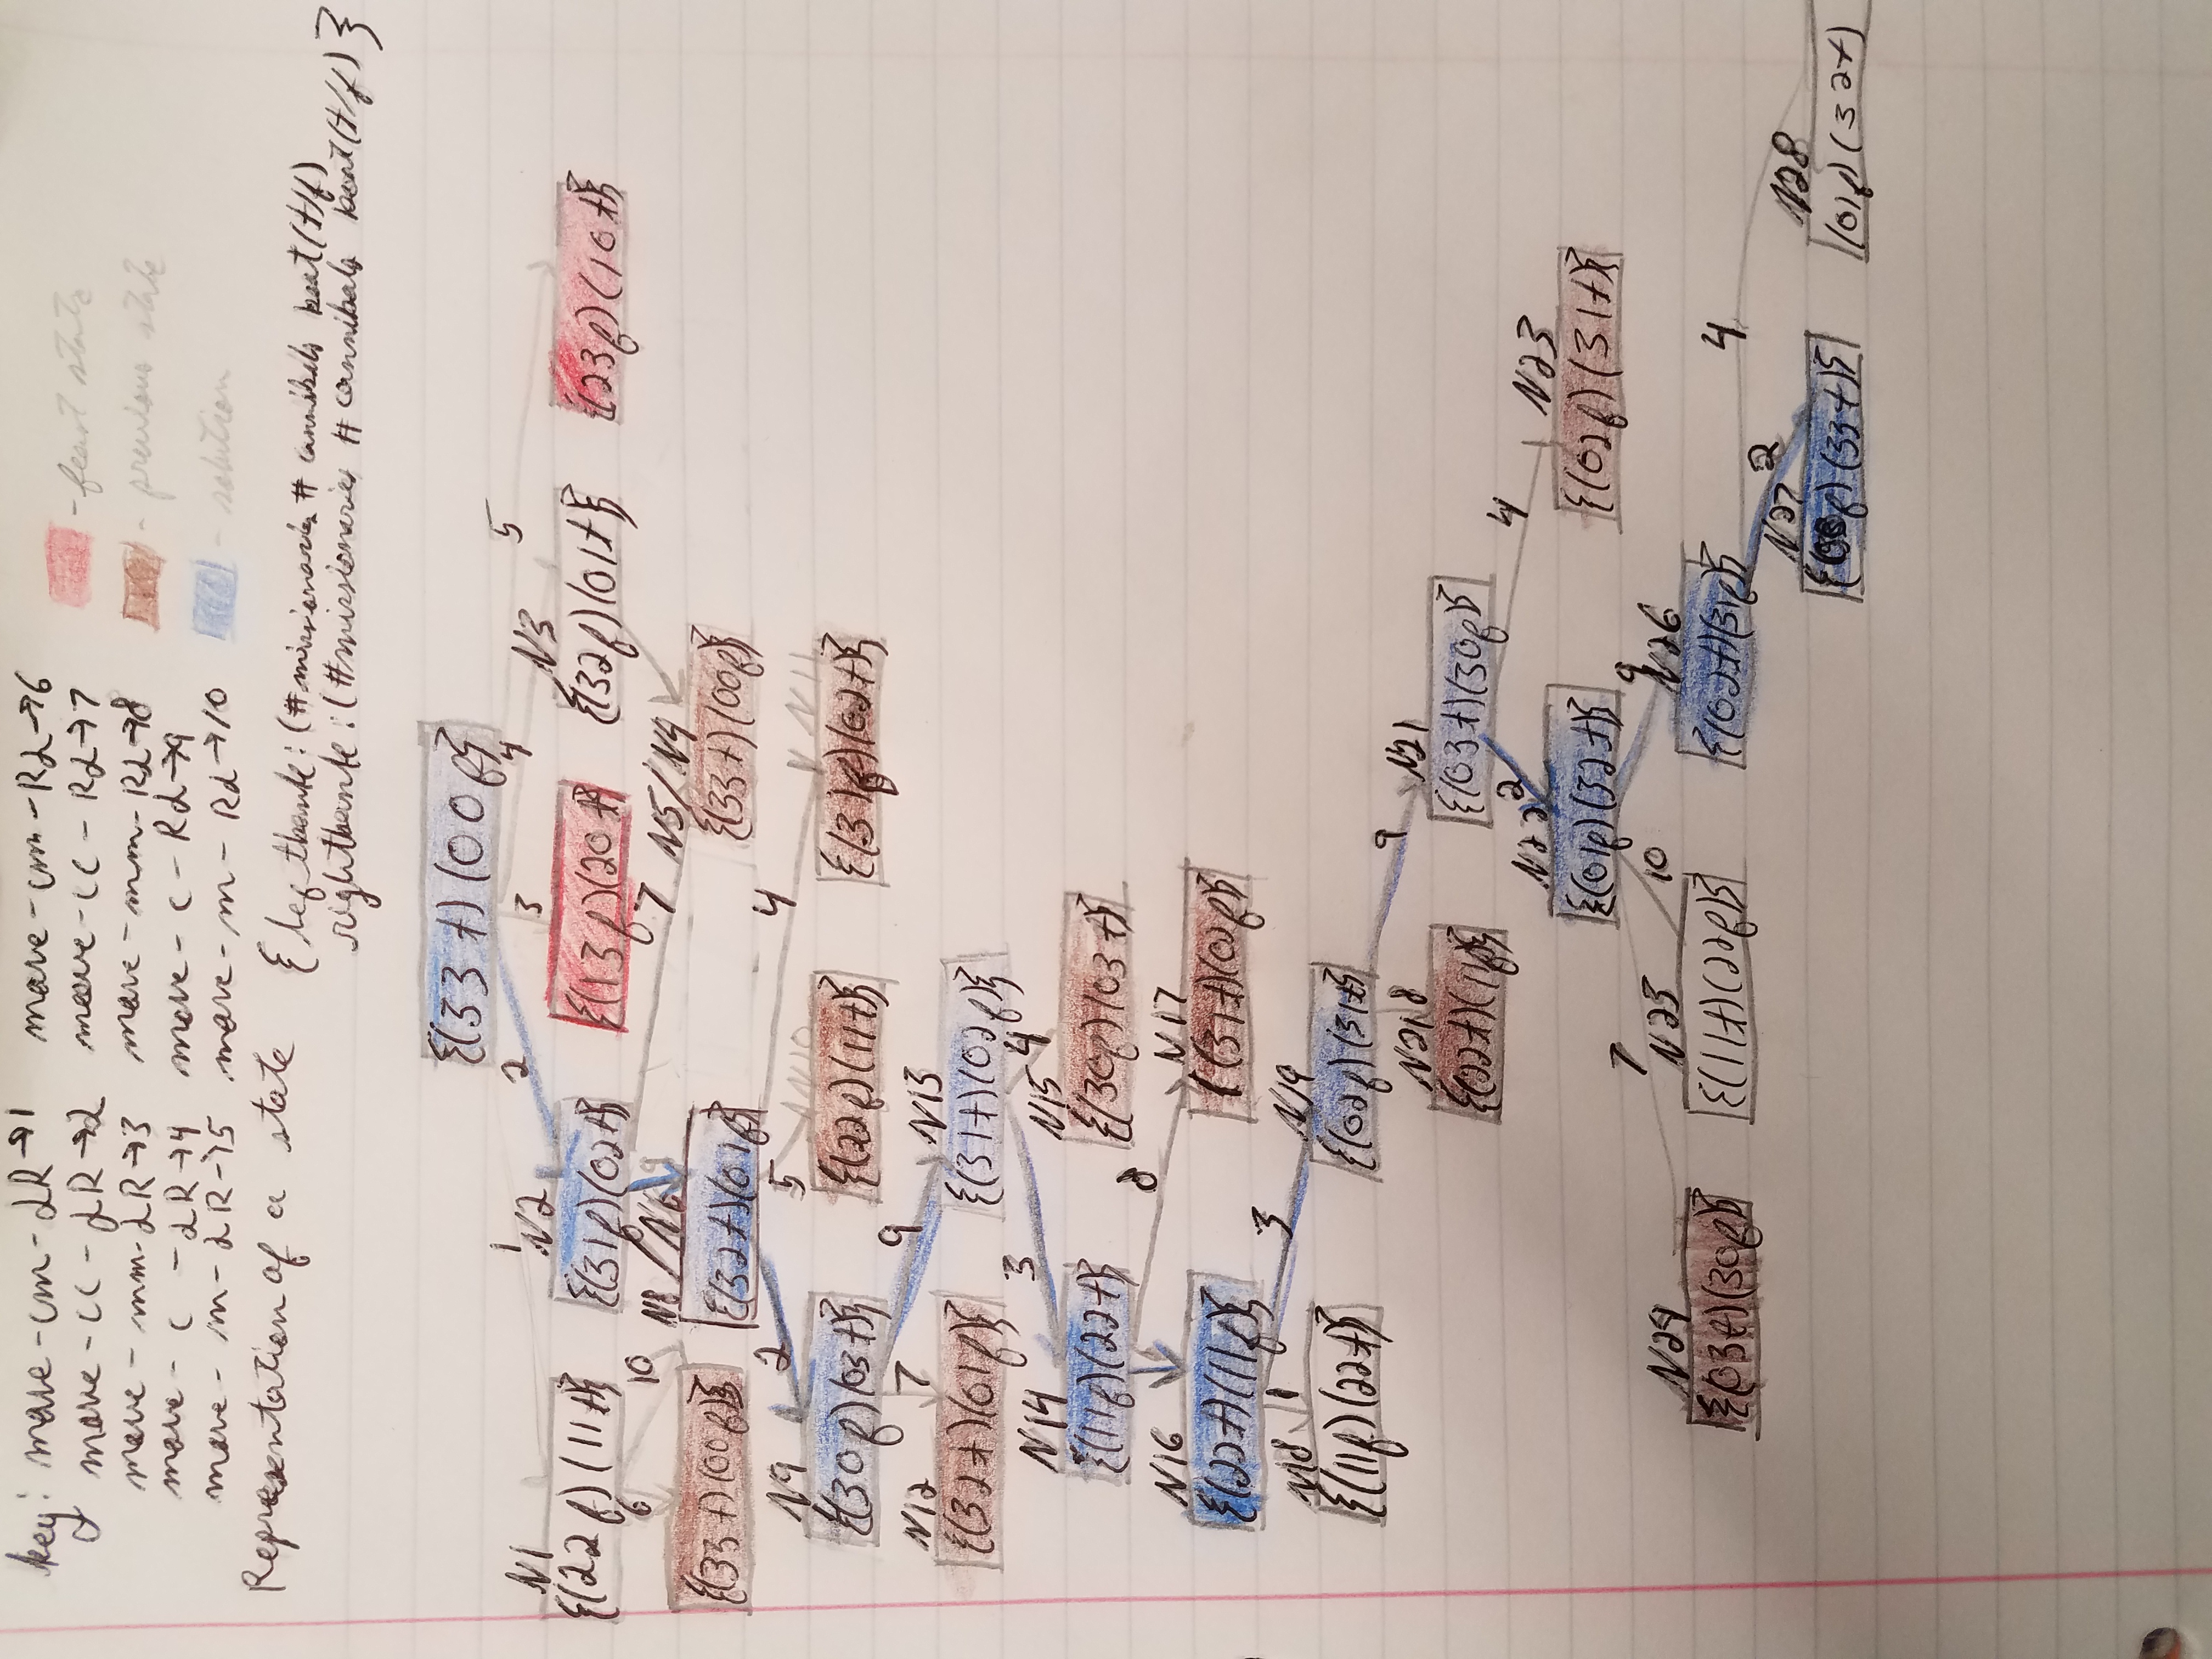 key: move-cm-LR→1 move-cm-RL→6
move-cc-LR→2 move-cc-RL→7 - feast state
move-mm-LR→3 move-mm-RL→8 - previous state
move-c-LR→4 move-c-RL→9
move-m-LR→5 move-m-RL→10 - solution
Representation of a state {leftbank:(#missionaries # cannibals boat(t/f)
rightbank:(#missionaries #cannibals boat(t/f)}
{(33 t)(00f}
1 2 3 4 5
N1 N2 N3
{(22f)(11t} {(31f)(02t} {(13f)(20t} {(32f)(01t} {(23f)(10t}
6 10 9 7
N8/N6 N5/N4
{(33t)(00f} {(32t)(01f} {(33t)(00f}
2 5 4
N9 N10 N11
{(30f)(03t} {(22f)(11t} {(31f)(02t}
7 9
N12 N13
{(32t)(01f} {(31t)(02f}
3 4
N14 N15
{(11f)(22t} {(30f)(03t}
8
N16 N17
{(22t)(11f} {(31t)(02f}
1 3
N18 N19
{(11f)(22t} {(02f)(31t}
8 9
N21 N21
{(22t)(11f} {(03t)(30f}
2 4
N22 N23
{(01f)(32t} {(02f)(31t}
7 10 9
N24 N25 N26
{(03t)(30f} {(11t)(22f} {(02t)(31f}
2 4
N27 N28
{(00f)(33t} (01f)(32t)